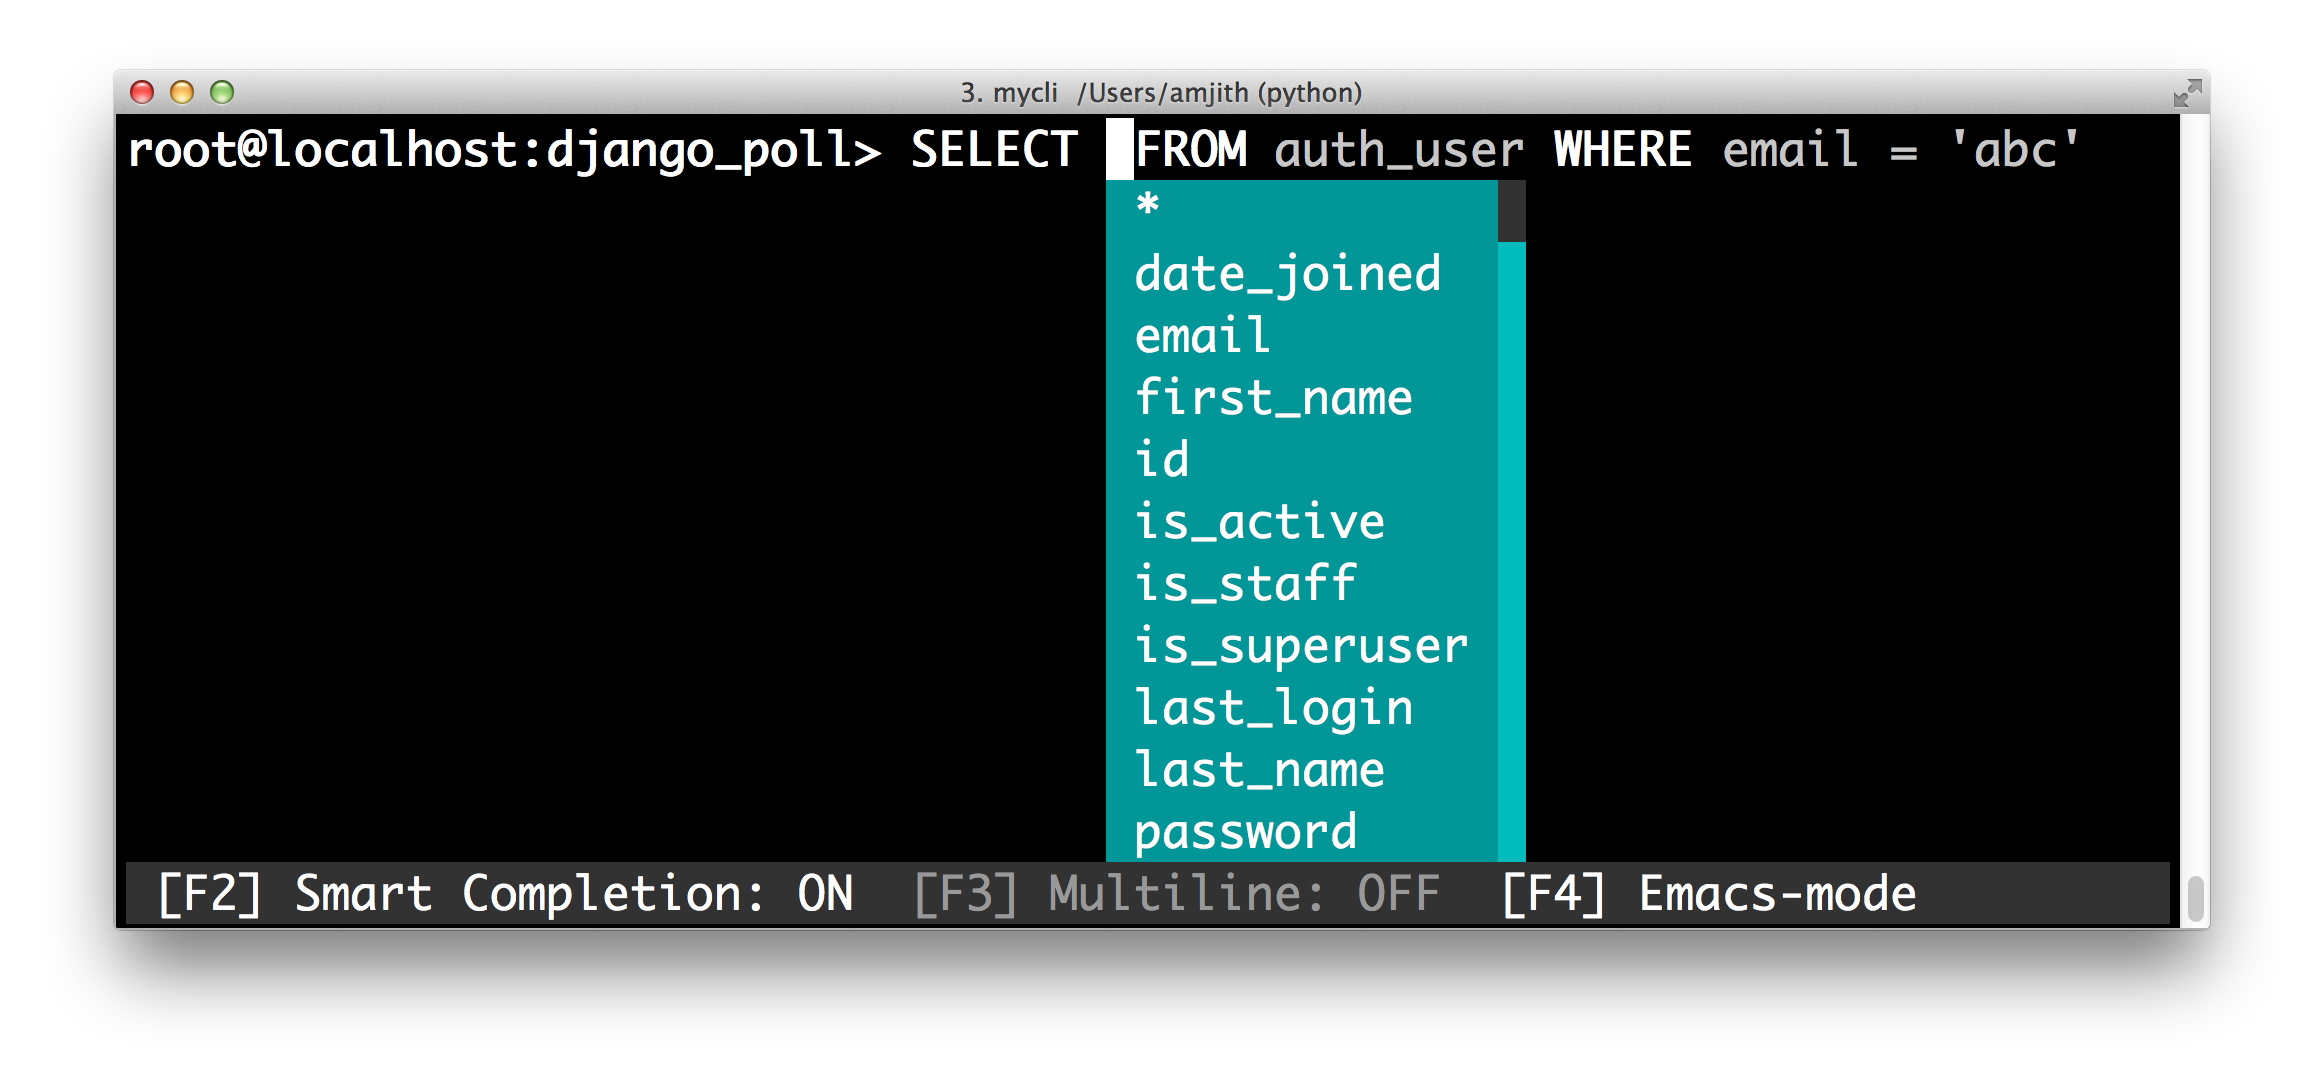 3. mycli /Users/amjith (python)
root@localhost:django_poll> SELECT FROM auth_user WHERE email = 'abc'
*
date_joined
email
first_name
id
is_active
is_staff
is_superuser
last_login
last_name
password
[F2] Smart Completion: ON [F3] Multiline: OFF [F4] Emacs-mode